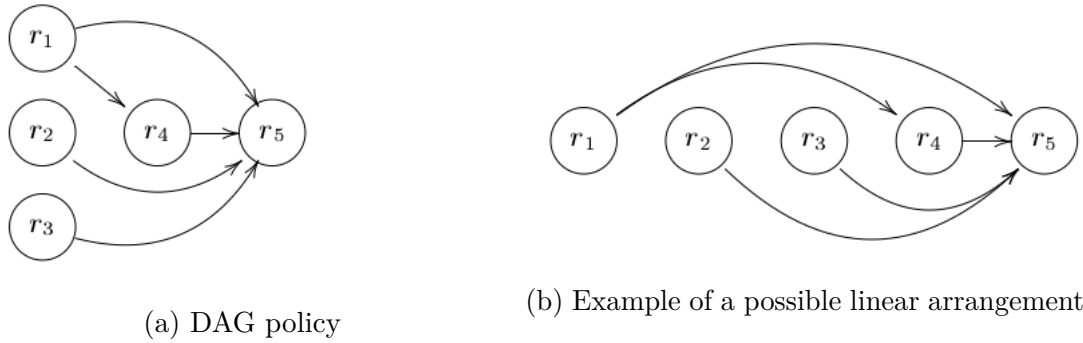 r₁
r₂
r₄
r₅
r₃
(a) DAG policy
r₁ r₂ r₃ r₄ r₅
(b) Example of a possible linear arrangement